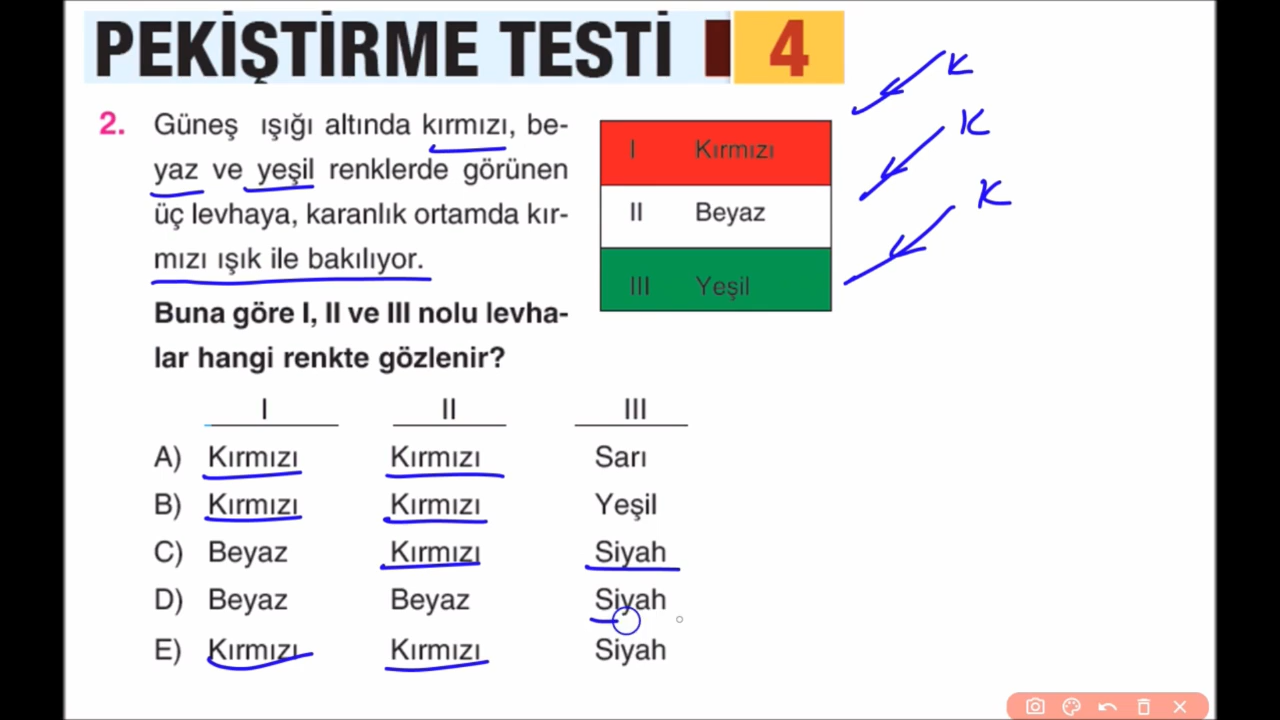 PEKİŞTİRME TESTİ 4
2. Güneş ışığı altında kırmızı, be-
yaz ve yeşil renklerde görünen
üç levhaya, karanlık ortamda kır-
mızı ışık ile bakılıyor.
Buna göre I, II ve III nolu levha-
lar hangi renkte gözlenir?
I Kırmızı
II Beyaz
III Yeşil
K
K
K
I II III
A) Kırmızı Kırmızı Sarı
B) Kırmızı Kırmızı Yeşil
C) Beyaz Kırmızı Siyah
D) Beyaz Beyaz Siyah
E) Kırmızı Kırmızı Siyah